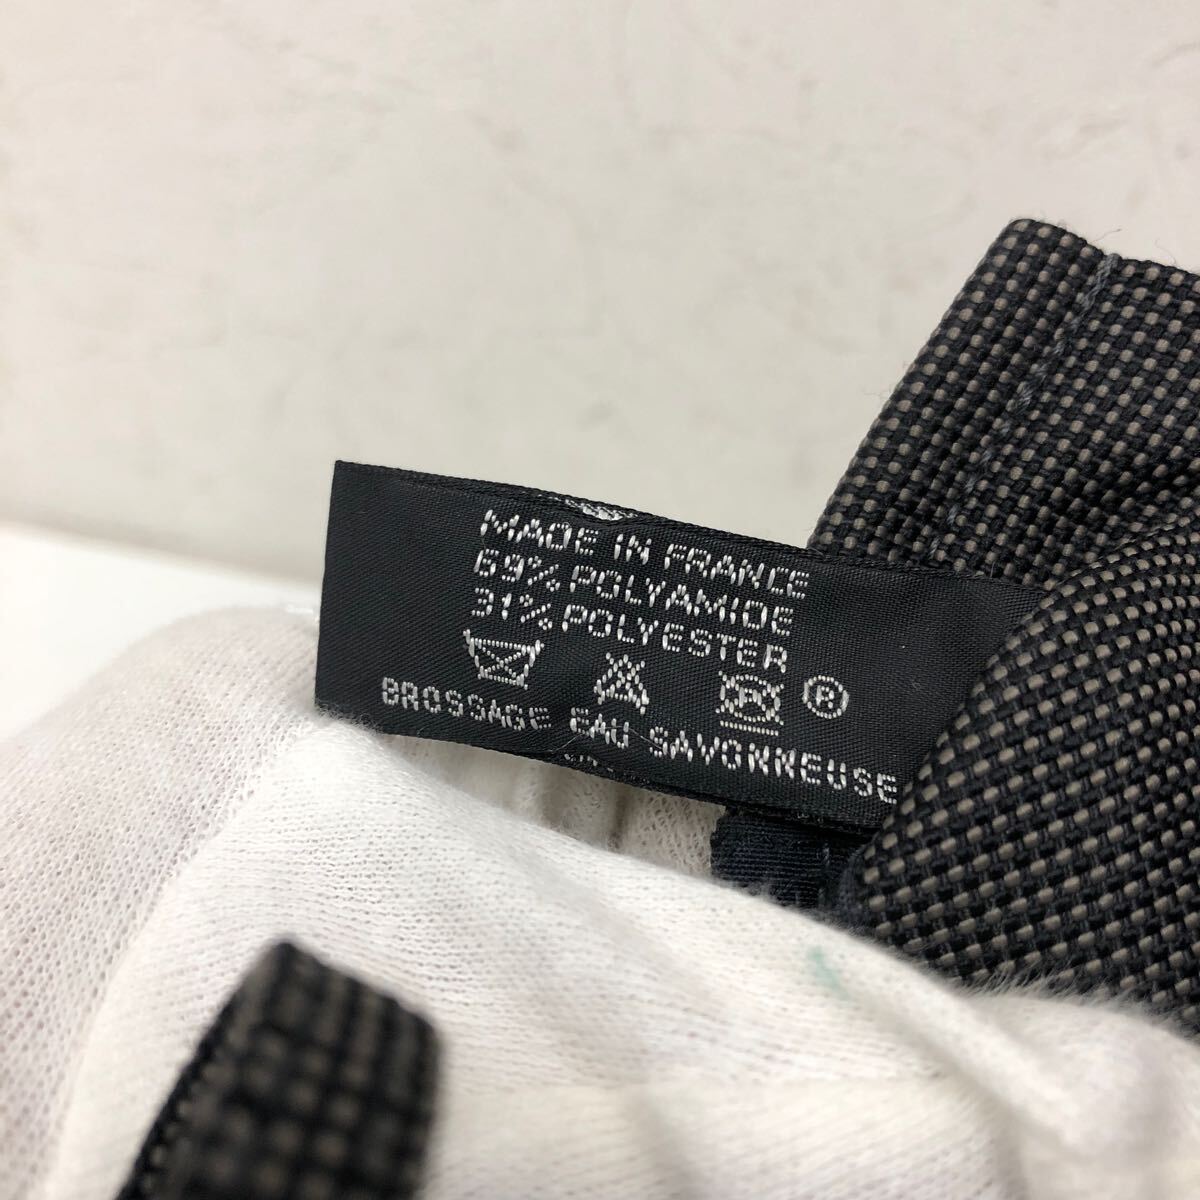 MADE IN FRANCE
69% POLYAMIDE
31% POLYESTER
®
BROSSAGE EAU SAVONNEUSE